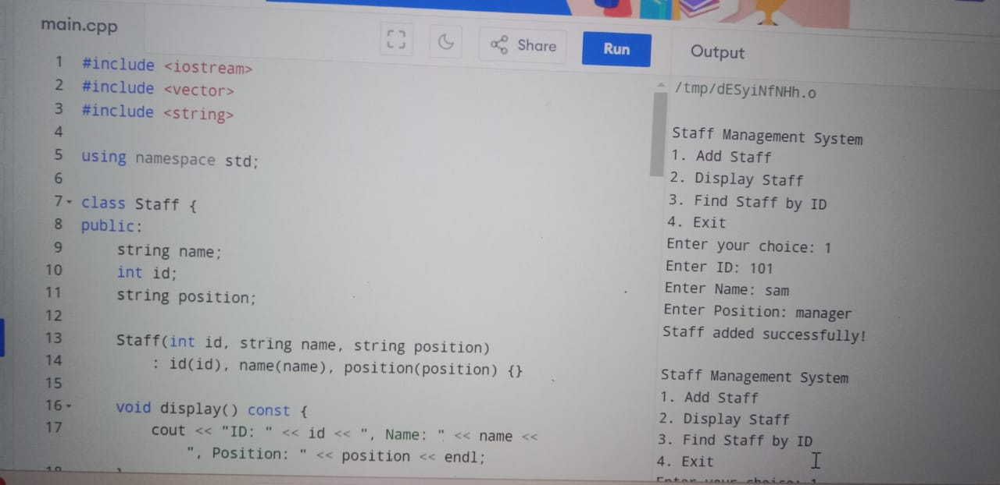 main.cpp
Share
Run
Output
1 #include <iostream>
2 #include <vector>
3 #include <string>
4
5 using namespace std;
6
7 class Staff {
8 public:
9 string name;
10 int id;
11 string position;
12
13 Staff(int id, string name, string position)
14 : id(id), name(name), position(position) {}
15
16 void display() const {
17 cout << "ID: " << id << ", Name: " << name <<
", Position: " << position << endl;
18 }
/tmp/dESyiNfNHh.o
Staff Management System
1. Add Staff
2. Display Staff
3. Find Staff by ID
4. Exit
Enter your choice: 1
Enter ID: 101
Enter Name: sam
Enter Position: manager
Staff added successfully!
Staff Management System
1. Add Staff
2. Display Staff
3. Find Staff by ID
4. Exit
Enter your choice: 1